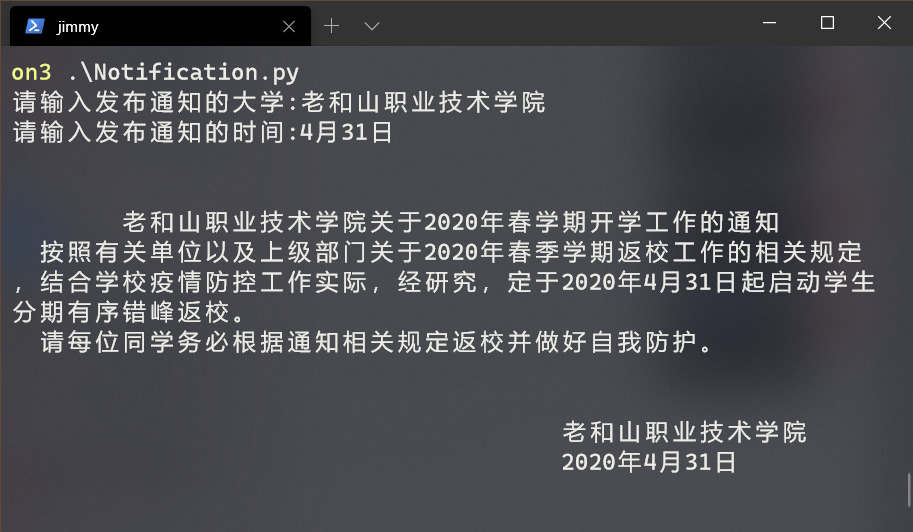 jimmy
on3 .\Notification.py
请输入发布通知的大学:老和山职业技术学院
请输入发布通知的时间:4月31日
老和山职业技术学院关于2020年春学期开学工作的通知
按照有关单位以及上级部门关于2020年春季学期返校工作的相关规定
，结合学校疫情防控工作实际，经研究，定于2020年4月31日起启动学生
分期有序错峰返校。
请每位同学务必根据通知相关规定返校并做好自我防护。
老和山职业技术学院
2020年4月31日